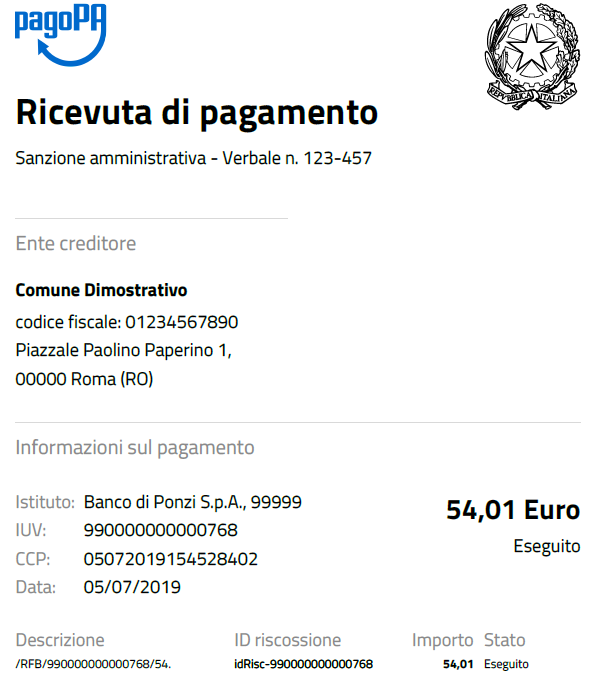 pagoPA
REPVBBLICA ITALIANA
Ricevuta di pagamento
Sanzione amministrativa - Verbale n. 123-457
Ente creditore
Comune Dimostrativo
codice fiscale: 01234567890
Piazzale Paolino Paperino 1,
00000 Roma (RO)
Informazioni sul pagamento
Istituto: Banco di Ponzi S.p.A., 99999
IUV: 990000000000768
CCP: 05072019154528402
Data: 05/07/2019
54,01 Euro
Eseguito
Descrizione ID riscossione Importo Stato
/RFB/990000000000768/54. idRisc-990000000000768 54,01 Eseguito